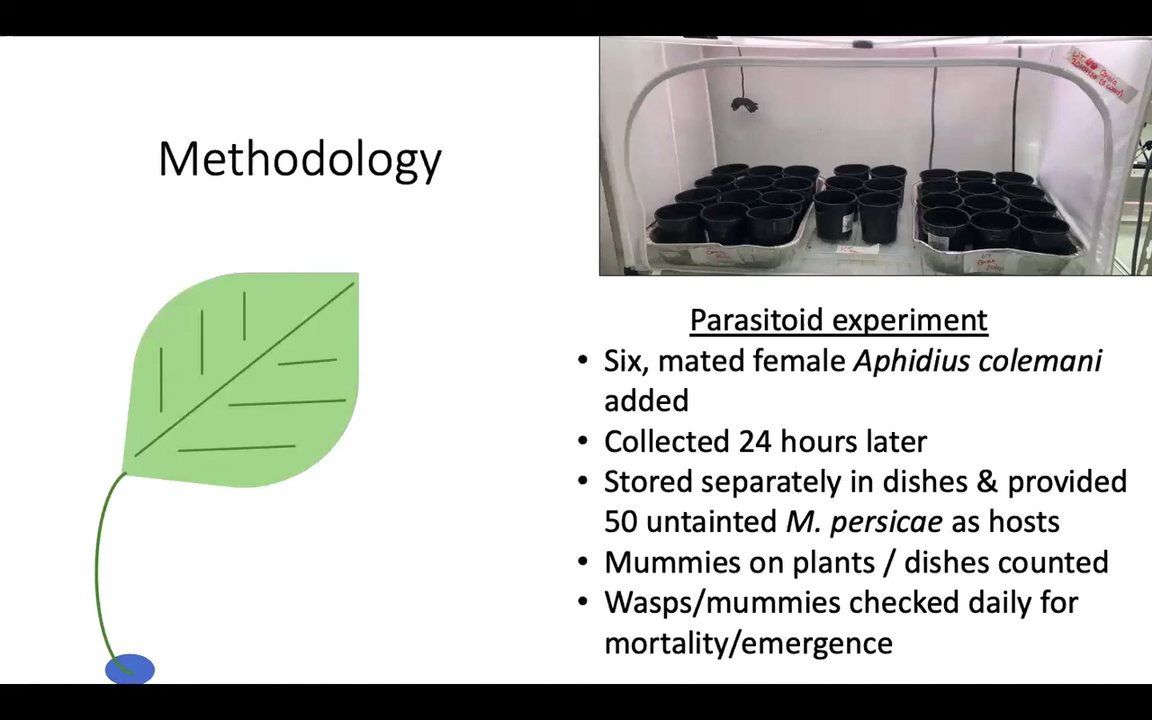 Methodology
Parasitoid experiment
• Six, mated female Aphidius colemani
added
• Collected 24 hours later
• Stored separately in dishes & provided
50 untainted M. persicae as hosts
• Mummies on plants / dishes counted
• Wasps/mummies checked daily for
mortality/emergence